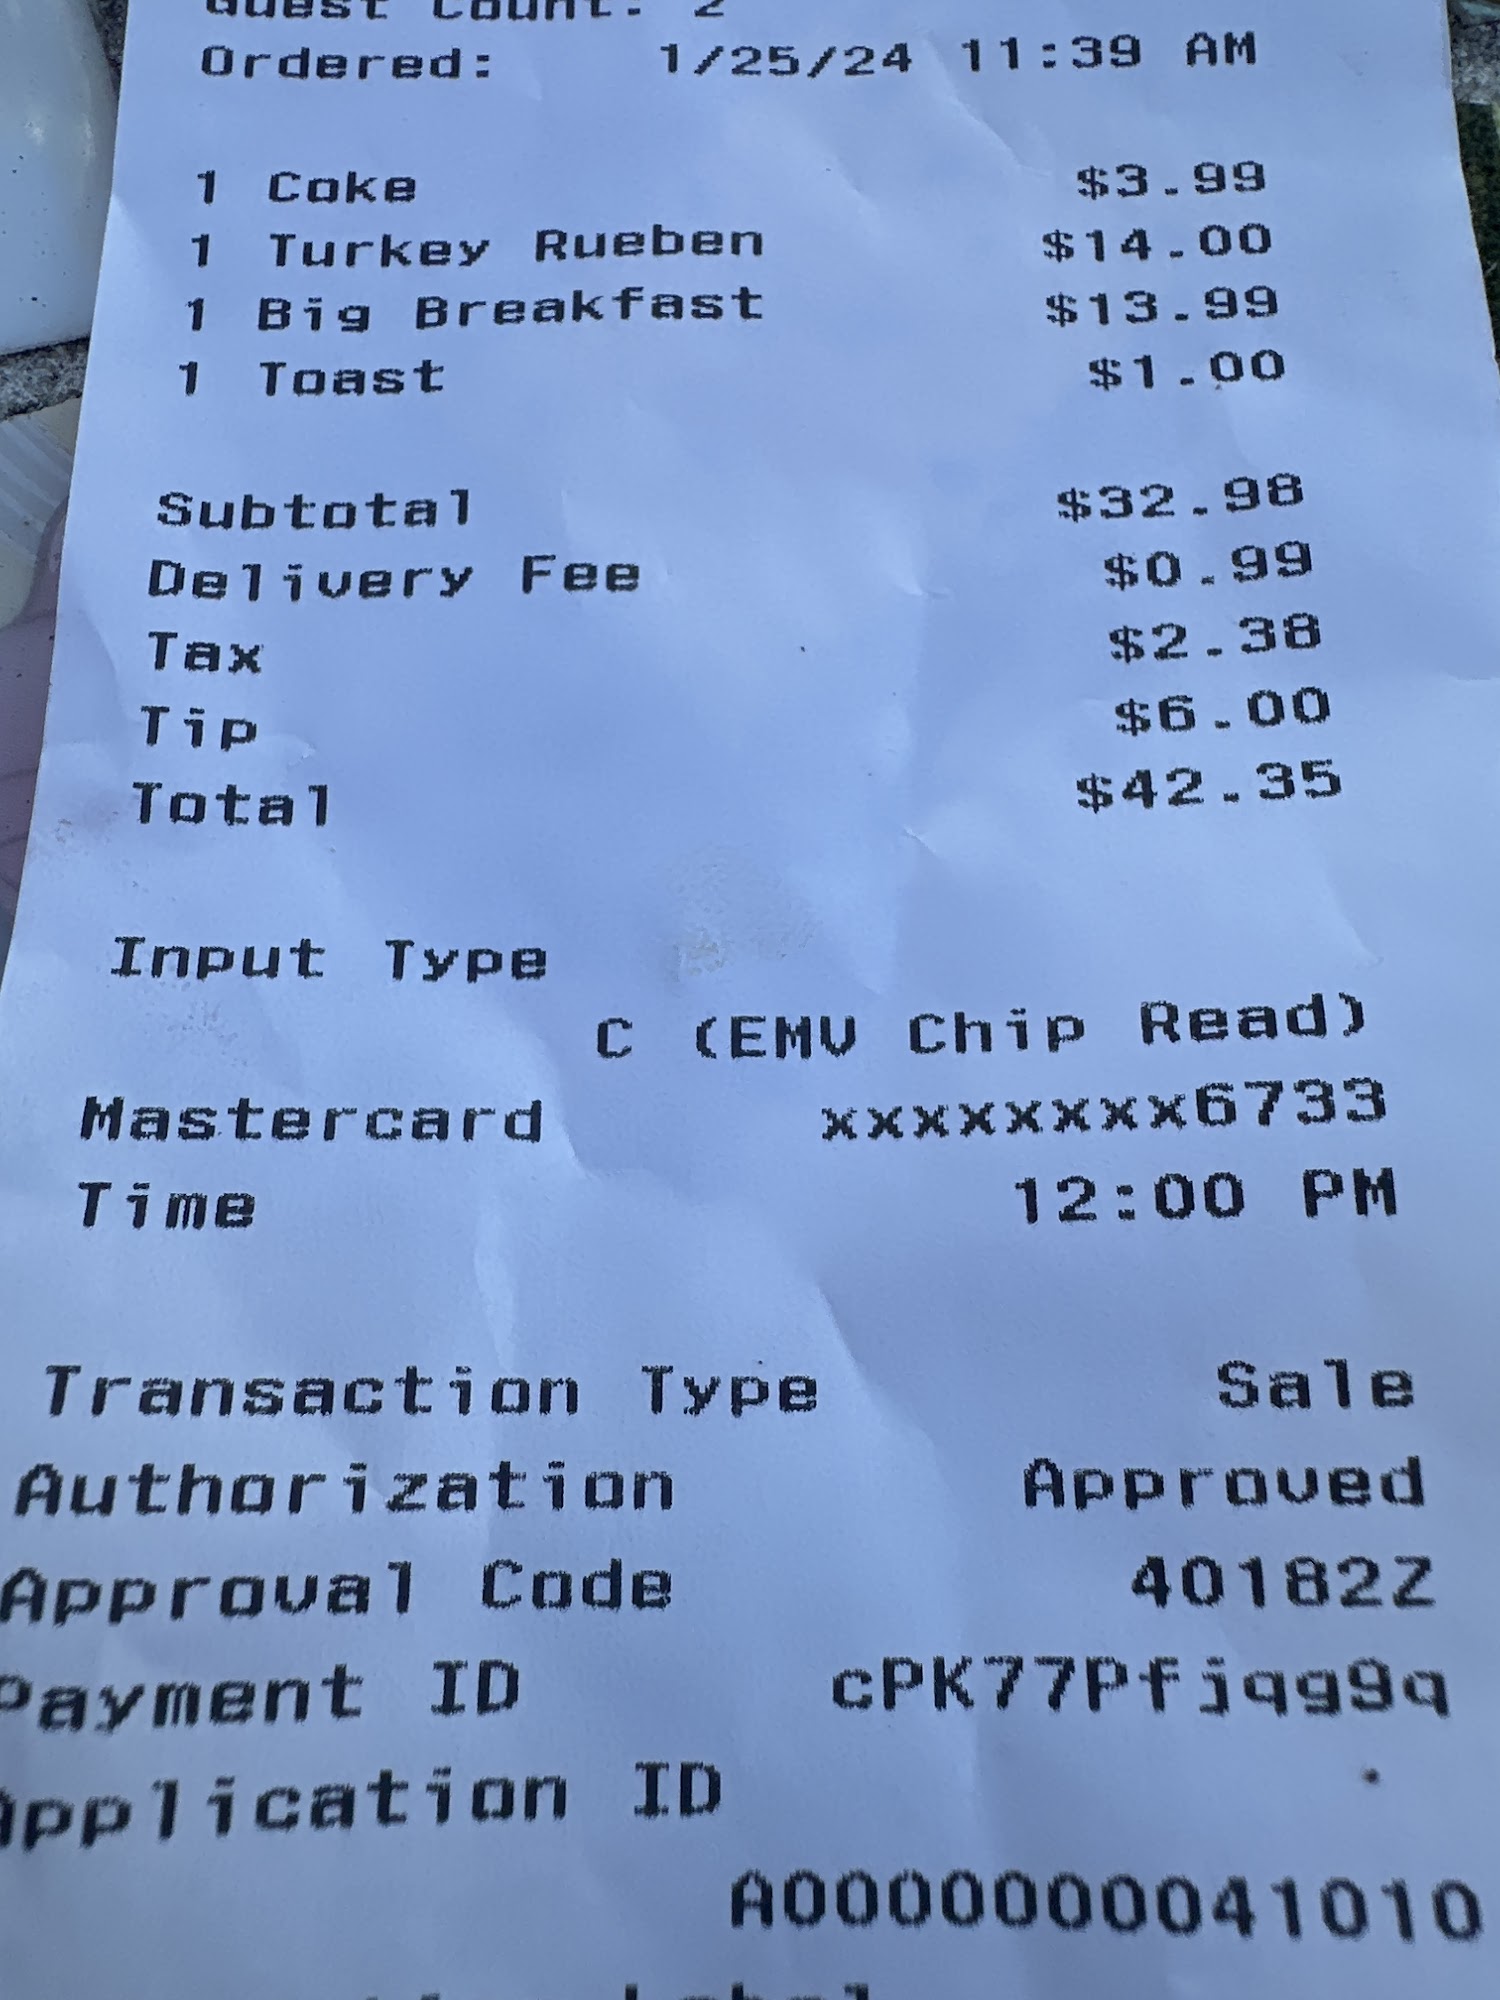 Guest Count: 2
Ordered: 1/25/24 11:39 AM
1 Coke $3.99
1 Turkey Rueben $14.00
1 Big Breakfast $13.99
1 Toast $1.00
Subtotal $32.98
Delivery Fee $0.99
Tax $2.38
Tip $6.00
Total $42.35
Input Type
C (EMV Chip Read)
Mastercard xxxxxxxx6733
Time 12:00 PM
Transaction Type Sale
Authorization Approved
Approval Code 40182Z
Payment ID cPK77Pfjqg9q
Application ID
A0000000041010